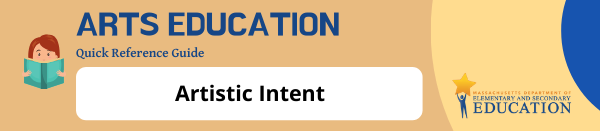 ARTS EDUCATION
Quick Reference Guide
Artistic Intent
MASSACHUSETTS DEPARTMENT OF
ELEMENTARY AND SECONDARY
EDUCATION